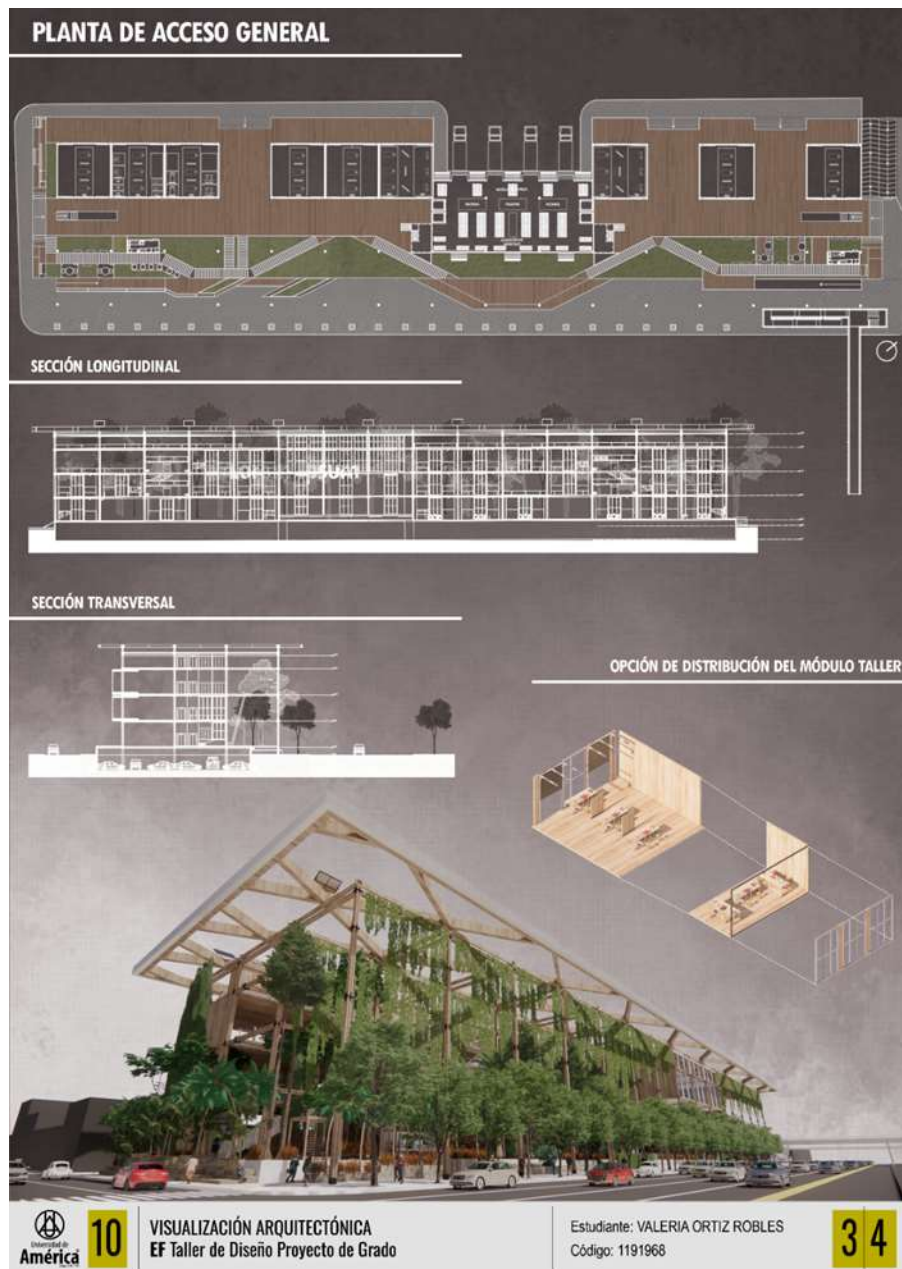 PLANTA DE ACCESO GENERAL
SECCIÓN LONGITUDINAL
SECCIÓN TRANSVERSAL
OPCIÓN DE DISTRIBUCIÓN DEL MÓDULO TALLER
Universidad de
América
10
VISUALIZACIÓN ARQUITECTÓNICA
EF Taller de Diseño Proyecto de Grado
Estudiante: VALERIA ORTIZ ROBLES
Código: 1191968
3 4